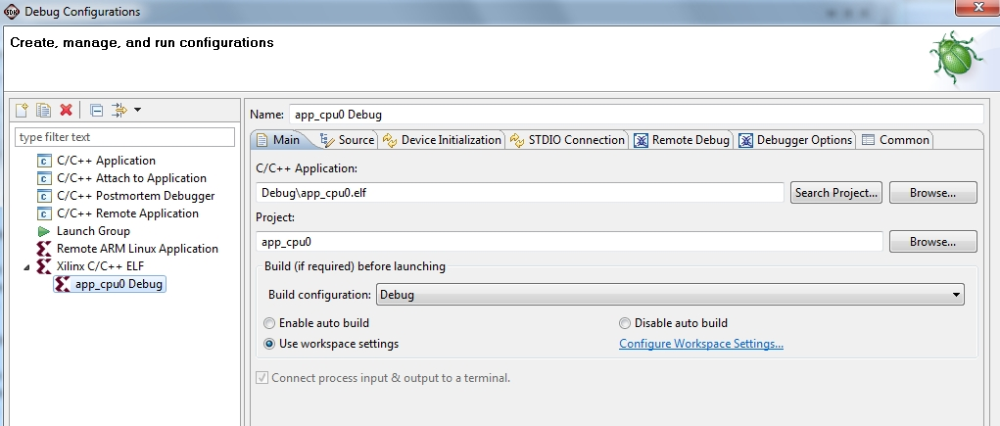 SDK Debug Configurations
Create, manage, and run configurations
type filter text
C/C++ Application
C/C++ Attach to Application
C/C++ Postmortem Debugger
C/C++ Remote Application
Launch Group
Remote ARM Linux Application
Xilinx C/C++ ELF
app_cpu0 Debug
Name: app_cpu0 Debug
Main Source Device Initialization STDIO Connection Remote Debug Debugger Options Common
C/C++ Application:
Debug\app_cpu0.elf Search Project... Browse...
Project:
app_cpu0 Browse...
Build (if required) before launching
Build configuration: Debug
Enable auto build Disable auto build
Use workspace settings Configure Workspace Settings...
Connect process input & output to a terminal.